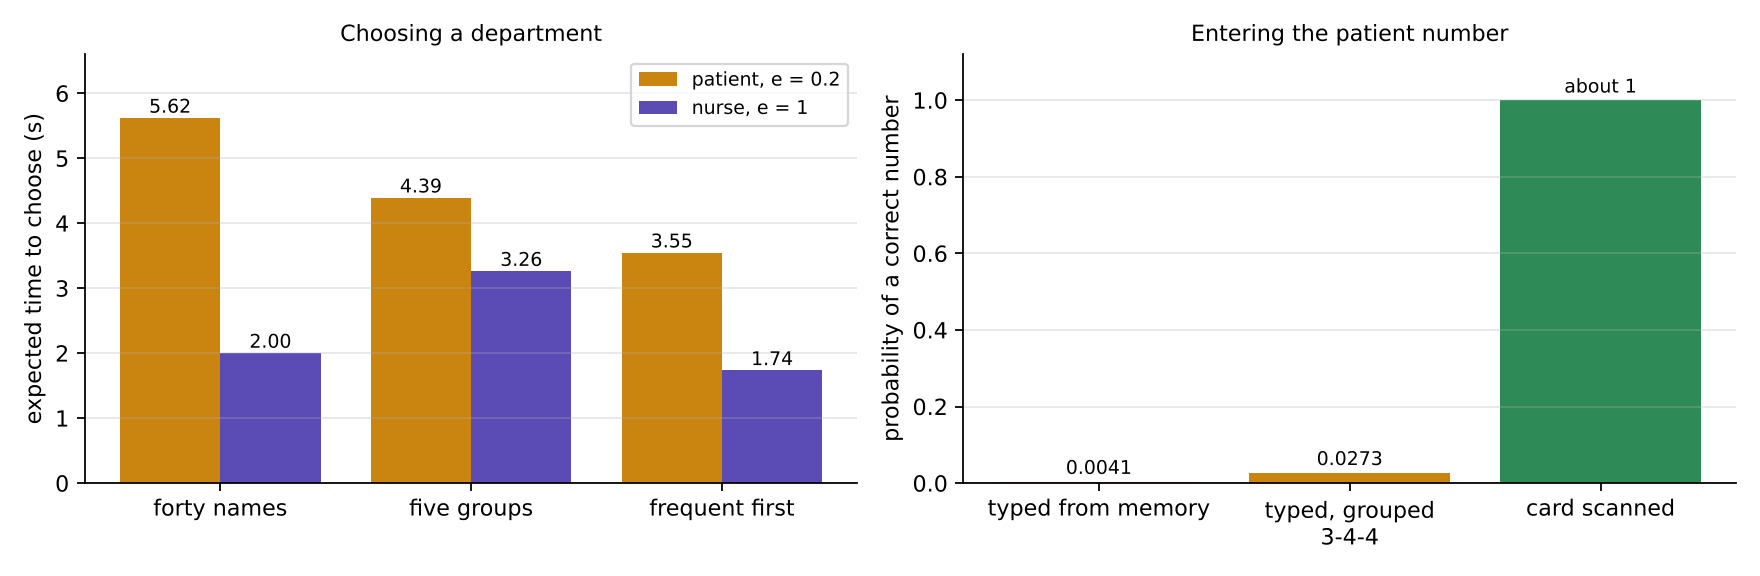 Choosing a department
expected time to choose (s)
6
5
4
3
2
1
0
5.62
2.00
4.39
3.26
3.55
1.74
patient, e = 0.2
nurse, e = 1
forty names
five groups
frequent first
Entering the patient number
probability of a correct number
1.0
0.8
0.6
0.4
0.2
0.0
0.0041
0.0273
about 1
typed from memory
typed, grouped
3-4-4
card scanned